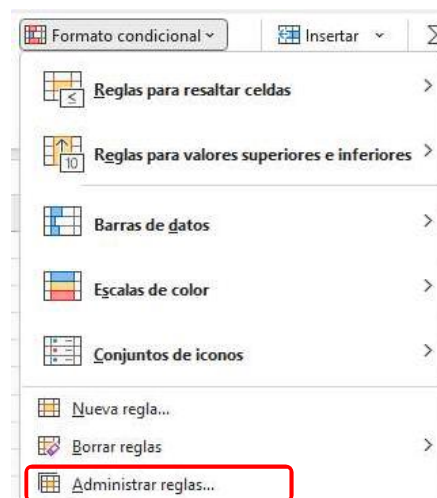 Formato condicional Insertar
≤ Reglas para resaltar celdas
10 Reglas para valores superiores e inferiores
Barras de datos
Escalas de color
Conjuntos de iconos
Nueva regla...
Borrar reglas
Administrar reglas...